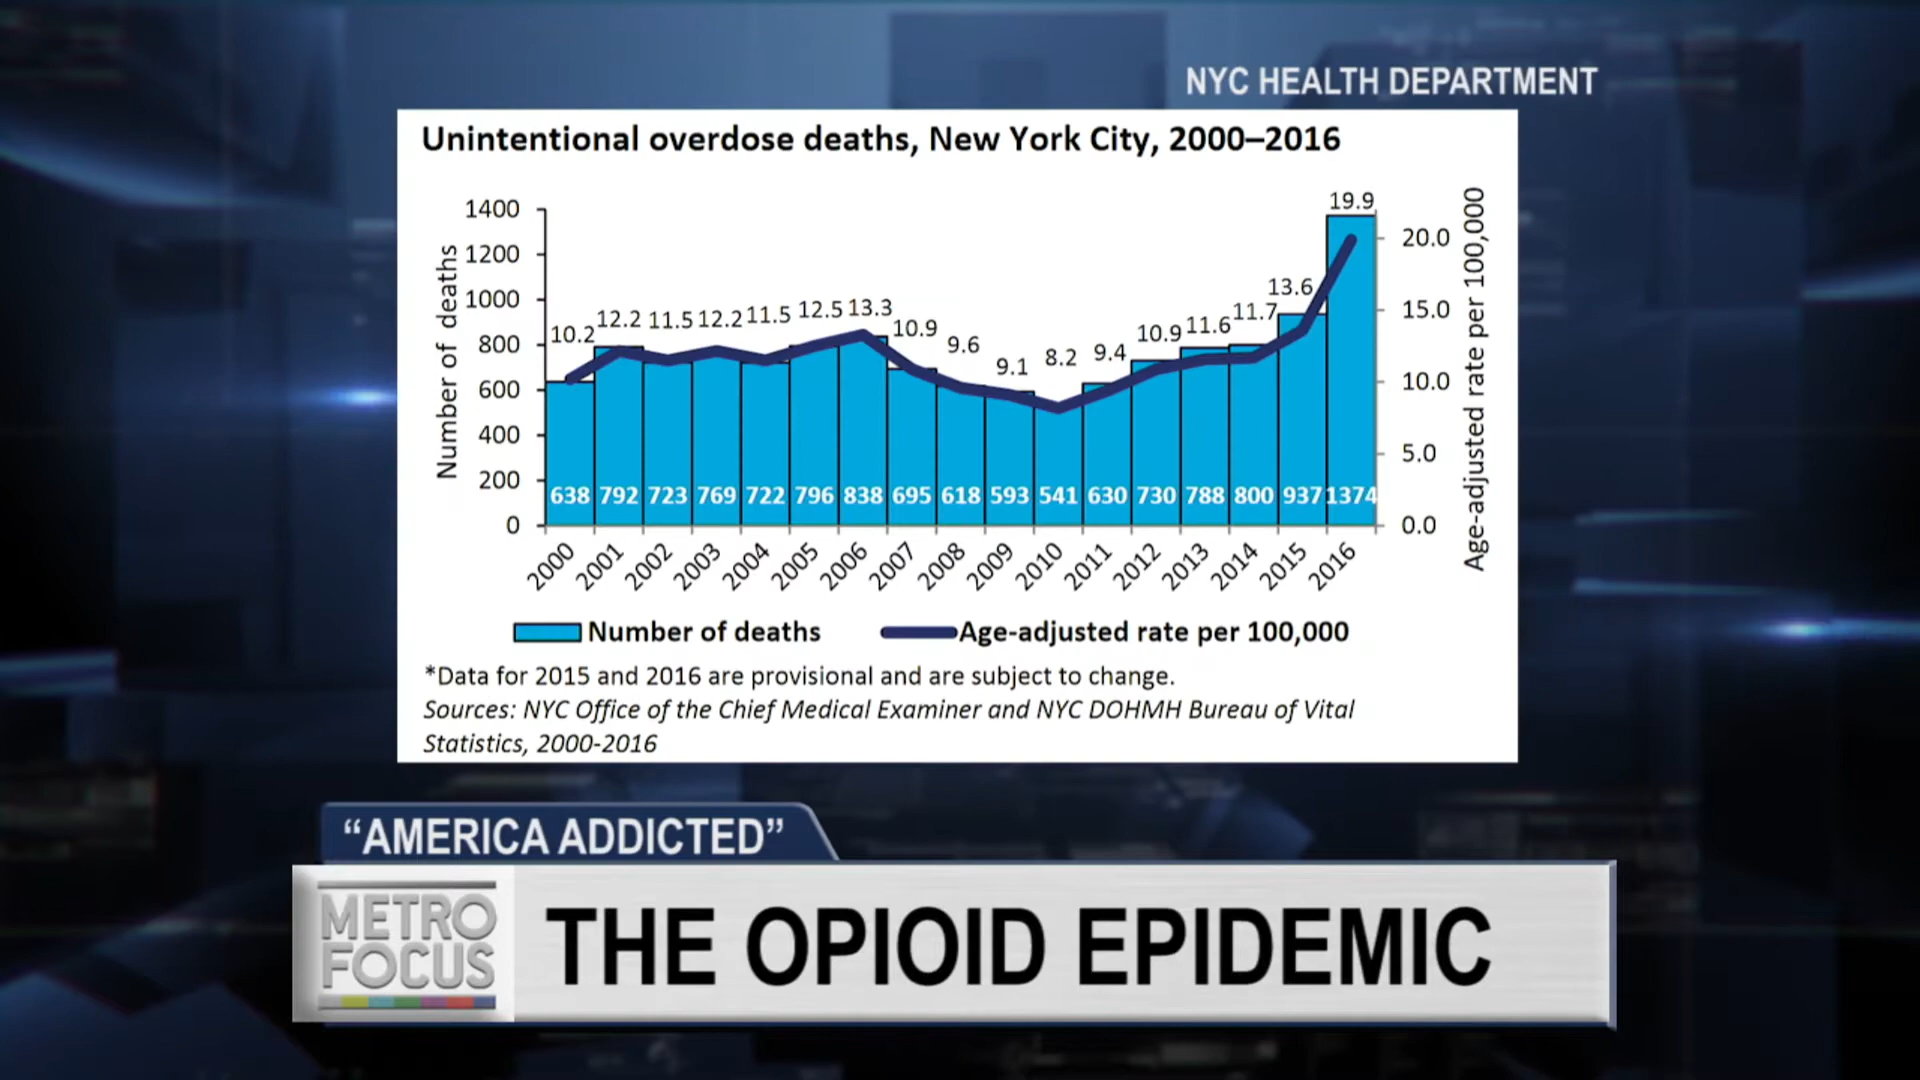 NYC HEALTH DEPARTMENT
Unintentional overdose deaths, New York City, 2000–2016
Number of deaths
1400
1200
1000
800
600
400
200
0
10.2 12.2 11.5 12.2 11.5 12.5 13.3 10.9 9.6 9.1 8.2 9.4 10.9 11.6 11.7 13.6 19.9
638 792 723 769 722 796 838 695 618 593 541 630 730 788 800 937 1374
20.0
15.0
10.0
5.0
0.0
Age-adjusted rate per 100,000
2000 2001 2002 2003 2004 2005 2006 2007 2008 2009 2010 2011 2012 2013 2014 2015 2016
Number of deaths Age-adjusted rate per 100,000
*Data for 2015 and 2016 are provisional and are subject to change.
Sources: NYC Office of the Chief Medical Examiner and NYC DOHMH Bureau of Vital
Statistics, 2000-2016
“AMERICA ADDICTED”
METRO
FOCUS
THE OPIOID EPIDEMIC